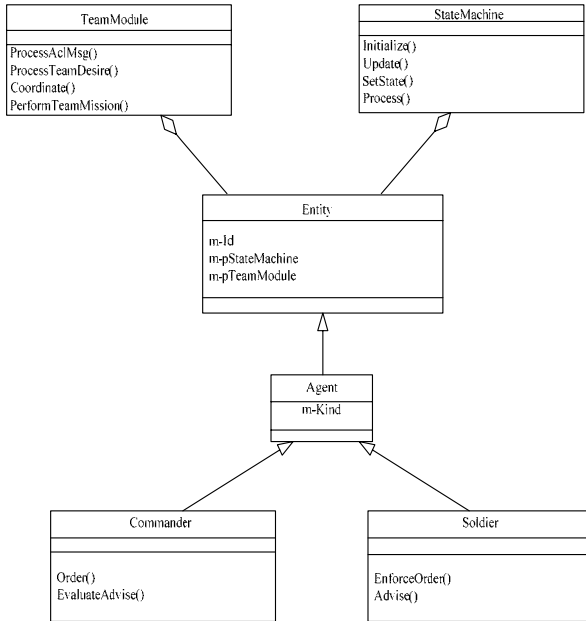 TeamModule
ProcessAclMsg()
ProcessTeamDesire()
Coordinate()
PerformTeamMission()
StateMachine
Initialize()
Update()
SetState()
Process()
Entity
m-Id
m-pStateMachine
m-pTeamModule
Agent
m-Kind
Commander
Order()
EvaluateAdvise()
Soldier
EnforceOrder()
Advise()